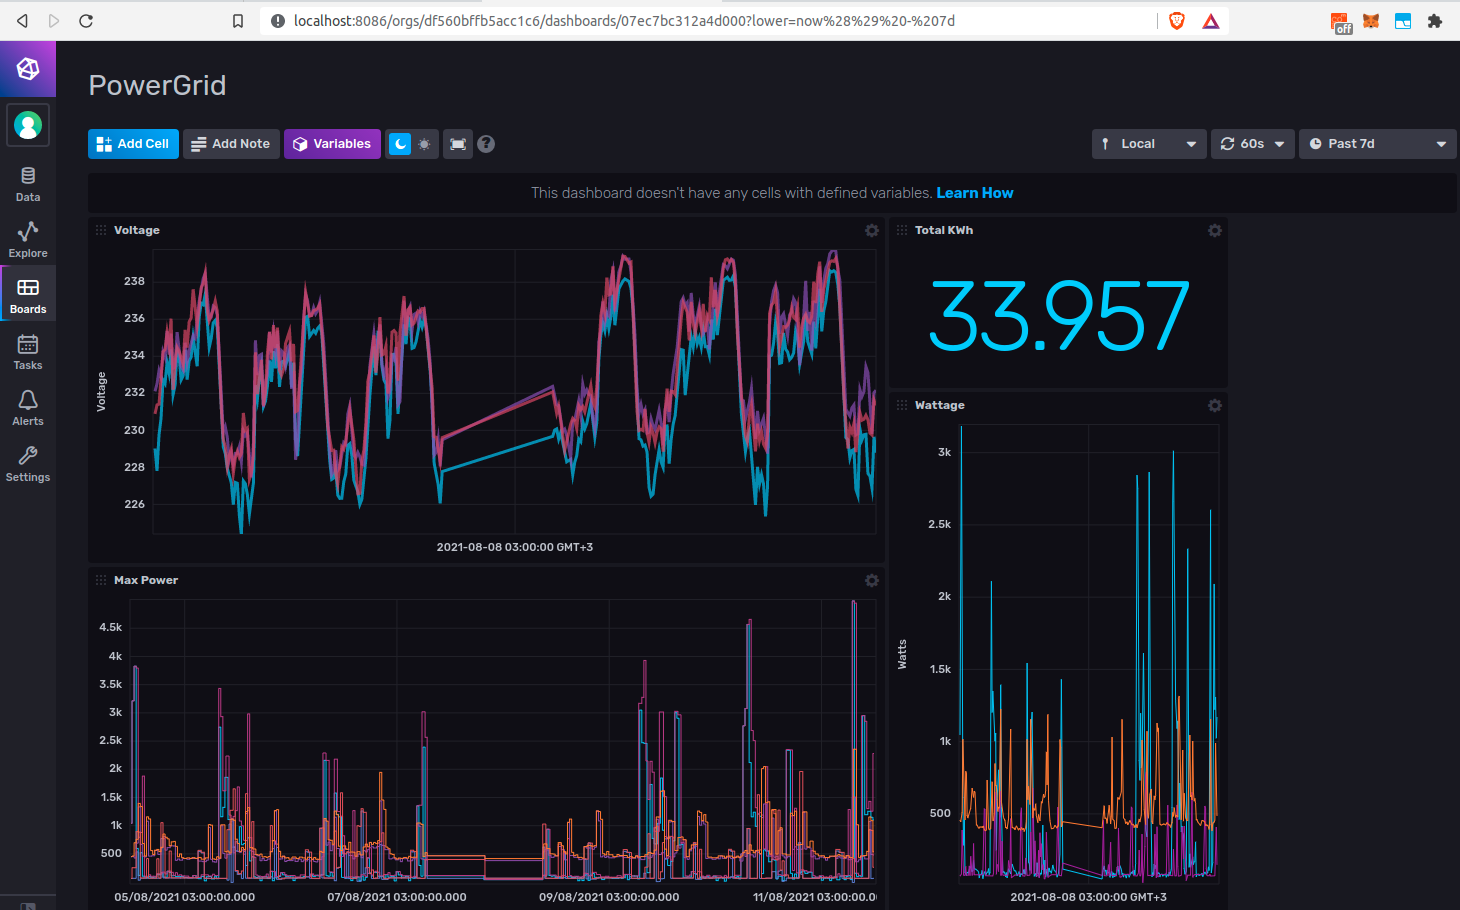 localhost:8086/orgs/df560bffb5acc1c6/dashboards/07ec7bc312a4d000?lower=now%28%29%20-%207d
off
PowerGrid
Add Cell
Add Note
Variables
?
Local
60s
Past 7d
Data
Explore
Boards
Tasks
Alerts
Settings
This dashboard doesn't have any cells with defined variables. Learn How
Voltage
Voltage
238
236
234
232
230
228
226
2021-08-08 03:00:00 GMT+3
Total KWh
33.957
Wattage
Watts
3k
2.5k
2k
1.5k
1k
500
2021-08-08 03:00:00 GMT+3
Max Power
4.5k
4k
3.5k
3k
2.5k
2k
1.5k
1k
500
05/08/2021 03:00:00.000
07/08/2021 03:00:00.000
09/08/2021 03:00:00.000
11/08/2021 03:00:00.0